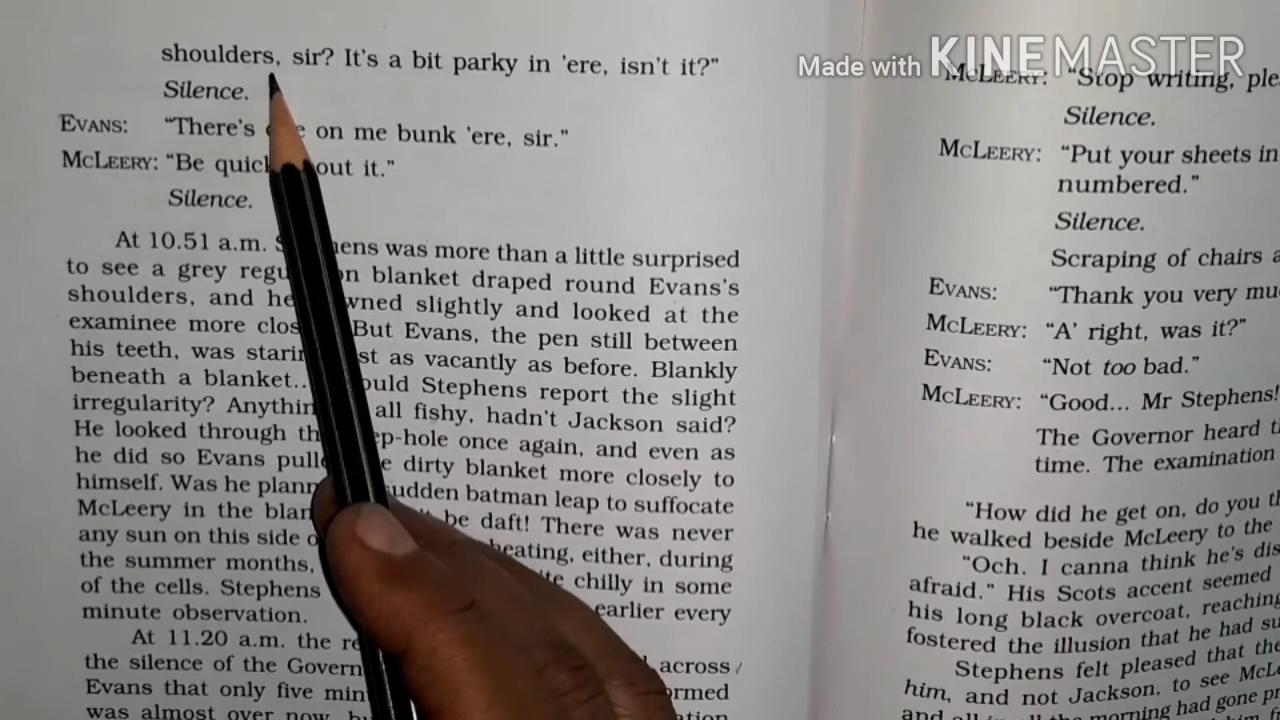 shoulders, sir? It's a bit parky in 'ere, isn't it?"
Silence.
EVANS: "There's on me bunk 'ere, sir."
MCLEERY: "Be quick out it."
Silence.
At 10.51 a.m. was more than a little surprised
to see a grey blanket draped round Evans's
shoulders, and he slightly and looked at the
examinee more But Evans, the pen still between
his teeth, was as vacantly as before. Blankly
beneath a blanket... Stephens report the slight
irregularity? all fishy, hadn't Jackson said?
He looked through once again, and even as
he did so Evans dirty blanket more closely to
himself. Was he batman leap to suffocate
McLeery in the be daft! There was never
any sun on this side heating, either, during
the summer months, chilly in some
of the cells. Stephens earlier every
minute observation.
At 11.20 a.m. the across
the silence of the
Evans that only five
was almost over now,
Made with KINEMASTER
MCLEERY: "Stop writing,
Silence.
MCLEERY: "Put your sheets in
numbered."
Silence.
Scraping of chairs
EVANS: "Thank you very
MCLEERY: "A' right, was it?"
EVANS: "Not too bad."
MCLEERY: "Good... Mr Stephens!
The Governor heard
time. The examination
"How did he get on, do you
he walked beside McLeery to the
"Och. I canna think he's
afraid." His Scots accent seemed
his long black overcoat, reaching
fostered the illusion that he had
Stephens felt pleased that the
him, and not Jackson, to see
and all in all the morning had gone